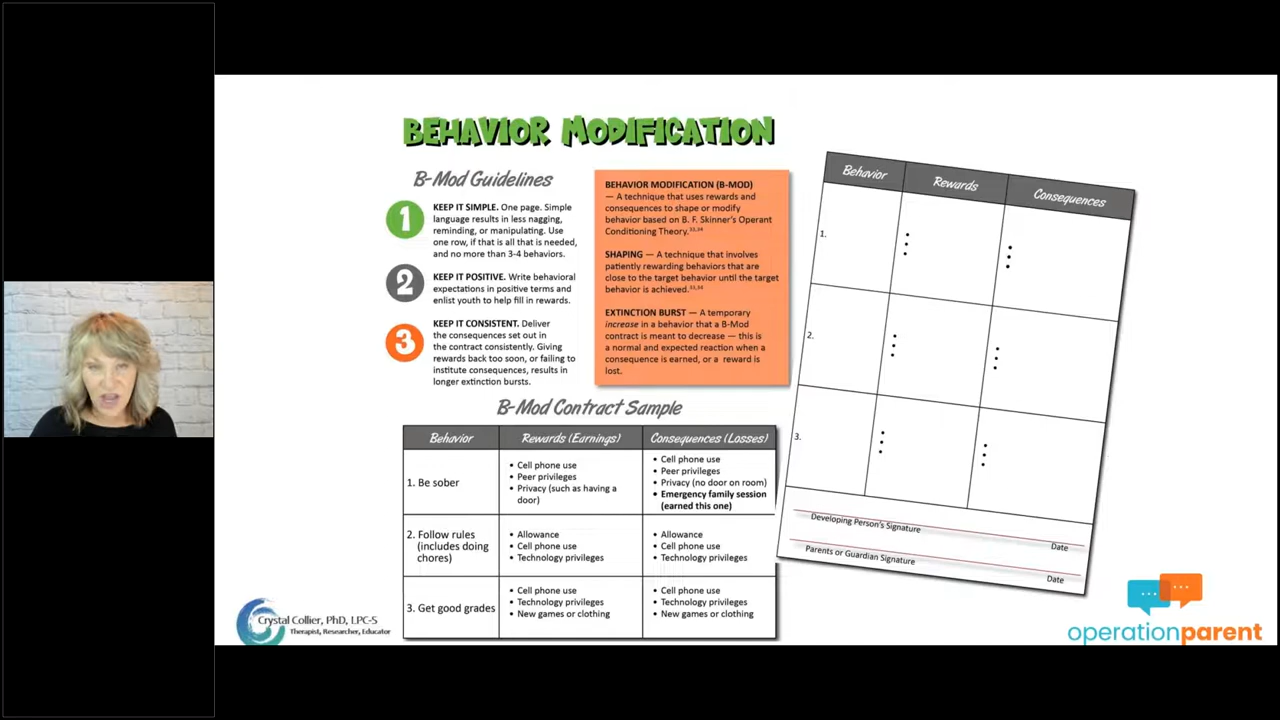 BEHAVIOR MODIFICATION
B-Mod Guidelines
1
KEEP IT SIMPLE. One page. Simple
language results in less nagging,
reminding, or manipulating. Use
one row, if that is all that is needed,
and no more than 3-4 behaviors.
2
KEEP IT POSITIVE. Write behavioral
expectations in positive terms and
enlist youth to help fill in rewards.
3
KEEP IT CONSISTENT. Deliver
the consequences set out in
the contract consistently. Giving
rewards back too soon, or failing to
institute consequences, results in
longer extinction bursts.
BEHAVIOR MODIFICATION (B-MOD)
— A technique that uses rewards and
consequences to shape or modify
behavior based on B. F. Skinner's Operant
Conditioning Theory.
SHAPING — A technique that involves
patiently rewarding behaviors that are
close to the target behavior until the target
behavior is achieved.
EXTINCTION BURST — A temporary
increase in a behavior that a B-Mod
contract is meant to decrease — this is
a normal and expected reaction when a
consequence is earned, or a reward is
lost.
B-Mod Contract Sample
Behavior Rewards (Earnings) Consequences (Losses)
1. Be sober
• Cell phone use
• Peer privileges
• Privacy (such as having a
door)
• Cell phone use
• Peer privileges
• Privacy (no door on room)
• Emergency family session
(earned this one)
2. Follow rules
(includes doing
chores)
• Allowance
• Cell phone use
• Technology privileges
• Allowance
• Cell phone use
• Technology privileges
3. Get good grades
• Cell phone use
• Technology privileges
• New games or clothing
• Cell phone use
• Technology privileges
• New games or clothing
Behavior Rewards Consequences
1.
2.
3.
Developing Person's Signature Date
Parents or Guardian Signature Date
Crystal Collier, PhD, LPC-S
Therapist, Researcher, Educator
operationparent